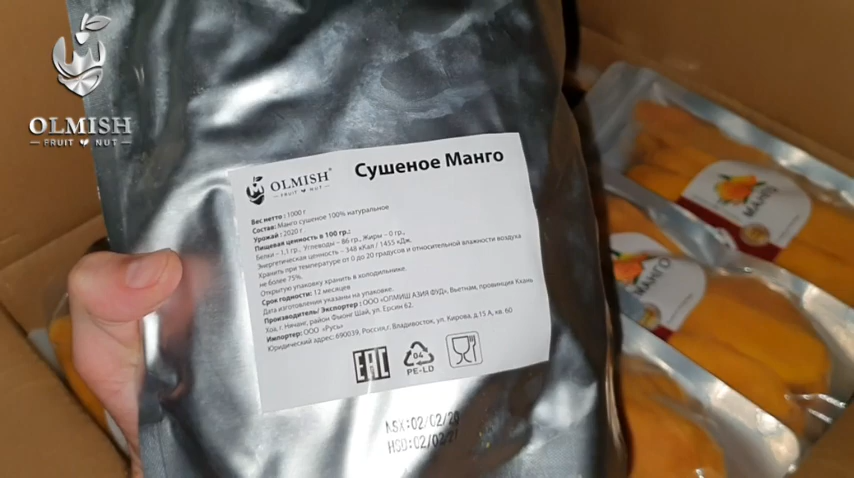 OLMISH
FRUIT NUT
OLMISH®
FRUIT NUT
Сушеное Манго
Вес нетто : 1000 г
Состав: Манго сушеное 100% натуральное
Урожай : 2020 г
Пищевая ценность в 100 гр.:
Белки – 1,1 гр., Углеводы – 86 гр, Жиры – 0 гр.,
Энергетическая ценность – 348 кКал / 1455 кДж.
Хранить при температуре от 0 до 20 градусов и относительной влажности воздуха
не более 75%.
Открытую упаковку хранить в холодильнике.
Срок годности: 12 месяцев
Дата изготовления указаны на упаковке.
Производитель/ Экспортер : ООО «ОЛМИШ АЗИЯ ФУД», Вьетнам, провинция Кхань
Хоа, г. Нячанг, район Фыонг Шай, ул. Ерсин 62.
Импортер: ООО «Русь»
Юридический адрес: 690039, Россия, г. Владивосток, ул. Кирова, д.15 А, кв. 60
EAC
04
PE-LD
NSX:02/02/20
HSD:02/02/21
МАНГО
МАНГО